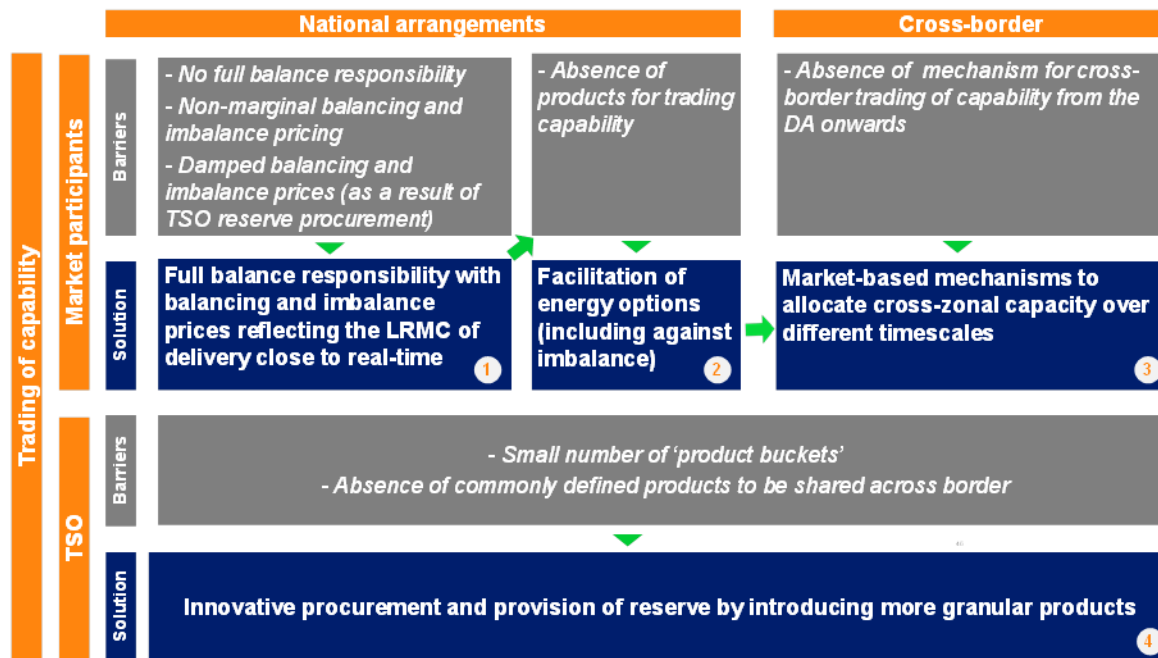 National arrangements
Cross-border
Trading of capability
Market participants
Barriers
- No full balance responsibility
- Non-marginal balancing and
imbalance pricing
- Damped balancing and
imbalance prices (as a result of
TSO reserve procurement)
- Absence of
products for trading
capability
- Absence of mechanism for cross-
border trading of capability from the
DA onwards
Solution
Full balance responsibility with
balancing and imbalance
prices reflecting the LRMC of
delivery close to real-time
1
Facilitation of
energy options
(including against
imbalance)
2
Market-based mechanisms to
allocate cross-zonal capacity over
different timescales
3
TSO
Barriers
- Small number of ‘product buckets’
- Absence of commonly defined products to be shared across border
Solution
Innovative procurement and provision of reserve by introducing more granular products
4